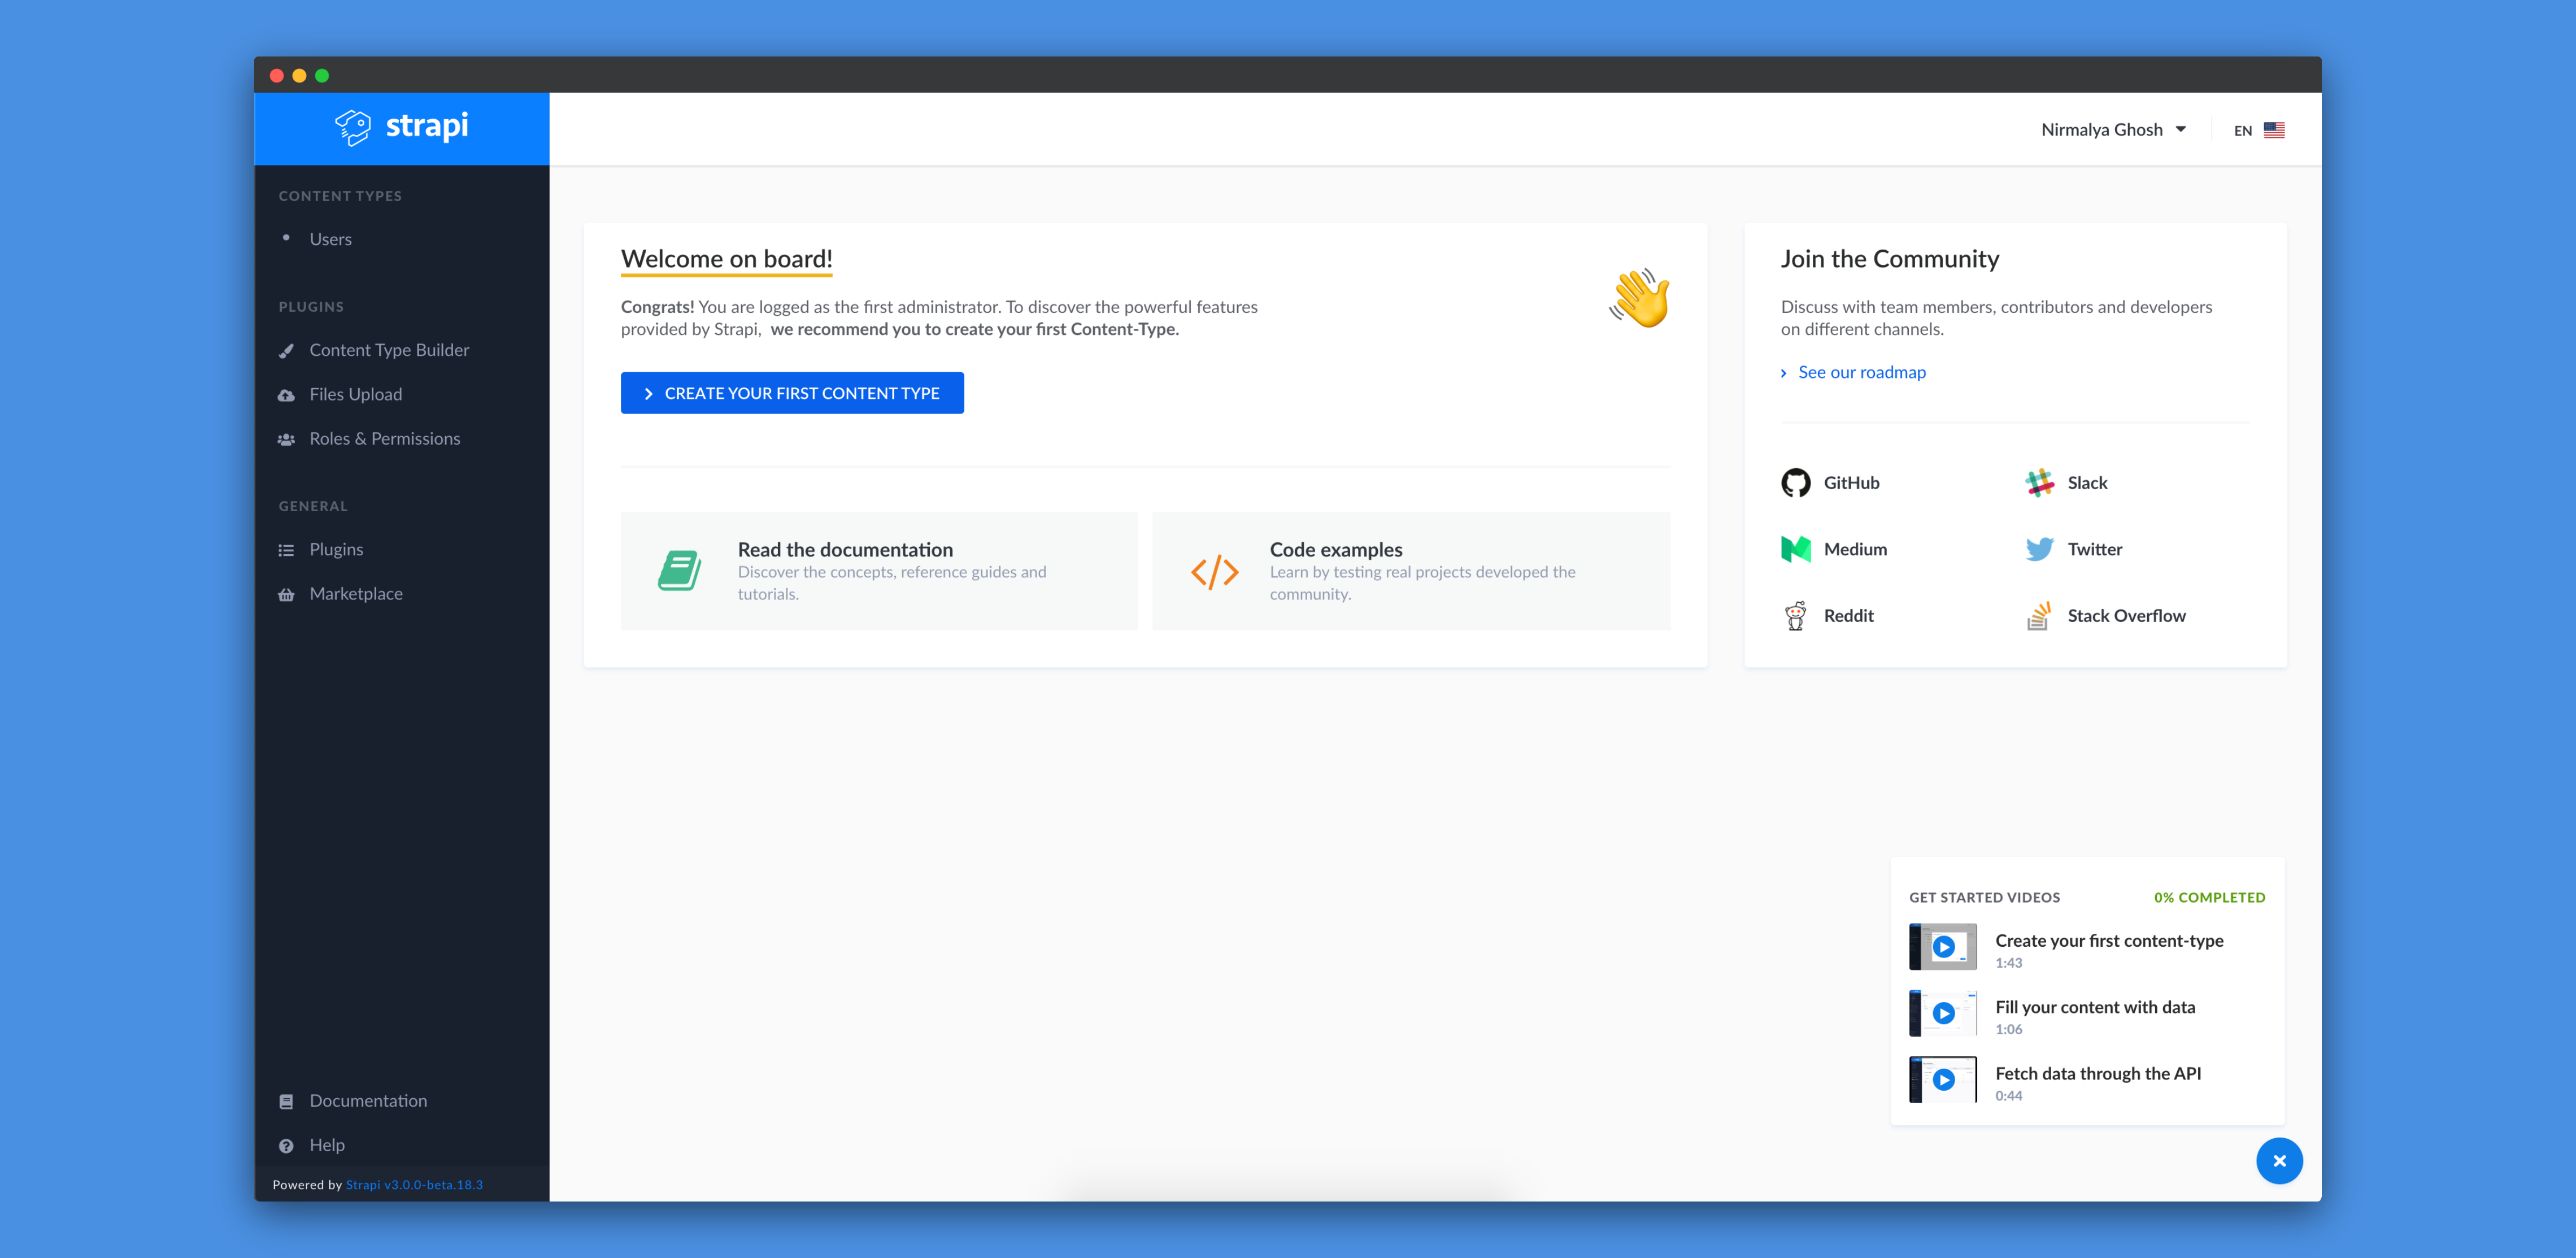 strapi
Nirmalya Ghosh
EN
CONTENT TYPES
Users
PLUGINS
Content Type Builder
Files Upload
Roles & Permissions
GENERAL
Plugins
Marketplace
Documentation
Help
Powered by Strapi v3.0.0-beta.18.3
Welcome on board!
Congrats! You are logged as the first administrator. To discover the powerful features
provided by Strapi, we recommend you to create your first Content-Type.
CREATE YOUR FIRST CONTENT TYPE
Read the documentation
Discover the concepts, reference guides and
tutorials.
Code examples
Learn by testing real projects developed the
community.
Join the Community
Discuss with team members, contributors and developers
on different channels.
See our roadmap
GitHub
Slack
Medium
Twitter
Reddit
Stack Overflow
GET STARTED VIDEOS
0% COMPLETED
Create your first content-type
1:43
Fill your content with data
1:06
Fetch data through the API
0:44